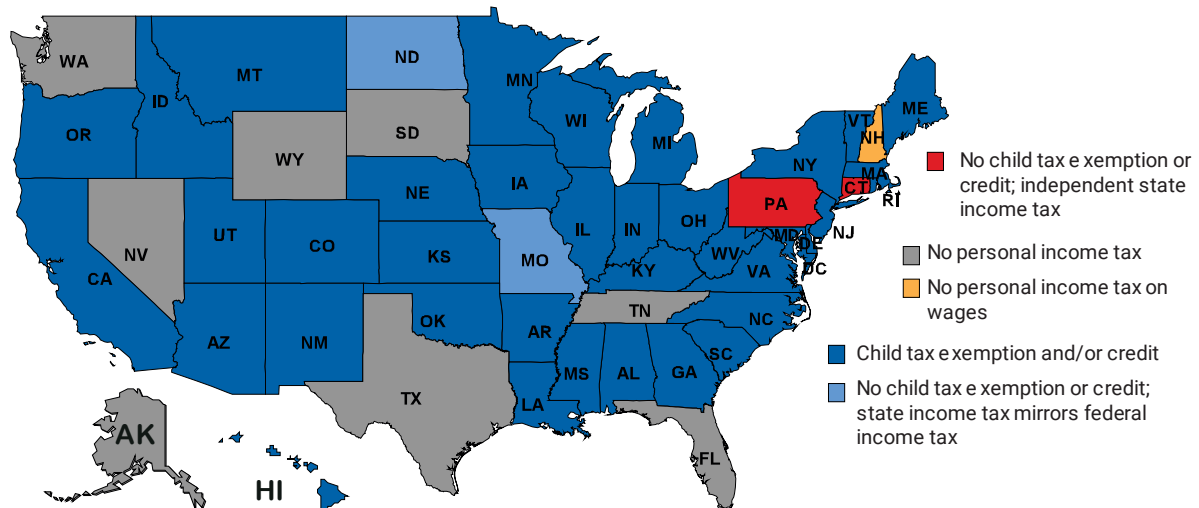 WA
MT
ND
MN
ID
OR
SD
WI
MI
VT
ME
NH
WY
NY
MA
CT
RI
NE
IA
PA
NV
UT
CO
IL
IN
OH
NJ
MD
DE
CA
KS
MO
WV
KY
VA
DC
AZ
NM
OK
AR
TN
NC
SC
MS
AL
GA
TX
LA
FL
AK
HI
No child tax exemption or
credit; independent state
income tax
No personal income tax
No personal income tax on
wages
Child tax exemption and/or credit
No child tax exemption or credit;
state income tax mirrors federal
income tax